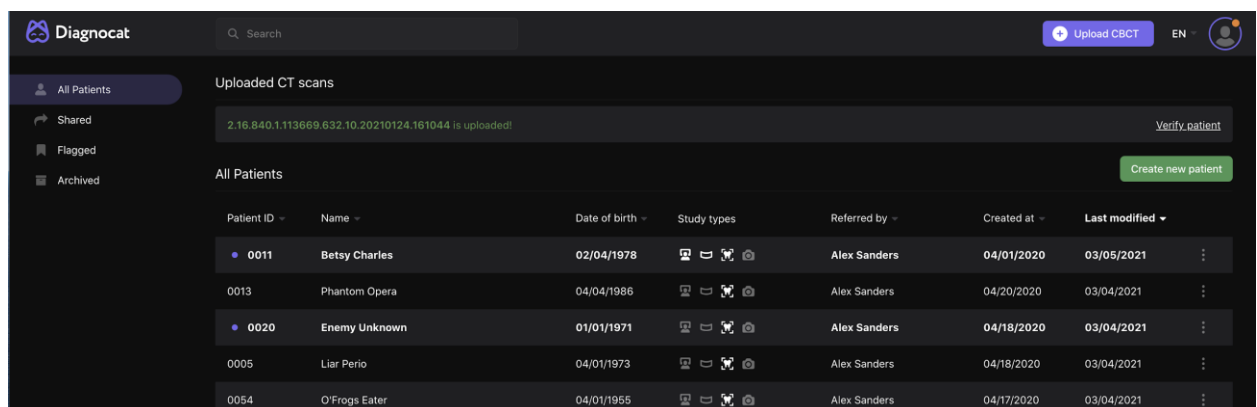 Diagnocat
Search
Upload CBCT
EN
All Patients
Shared
Flagged
Archived
Uploaded CT scans
2.16.840.1.113669.632.10.20210124.161044 is uploaded!
Verify patient
All Patients
Create new patient
Patient ID Name Date of birth Study types Referred by Created at Last modified
0011 Betsy Charles 02/04/1978 Alex Sanders 04/01/2020 03/05/2021
0013 Phantom Opera 04/04/1986 Alex Sanders 04/20/2020 03/04/2021
0020 Enemy Unknown 01/01/1971 Alex Sanders 04/18/2020 03/04/2021
0005 Liar Perio 04/01/1973 Alex Sanders 04/18/2020 03/04/2021
0054 O'Frogs Eater 04/01/1955 Alex Sanders 04/17/2020 03/04/2021